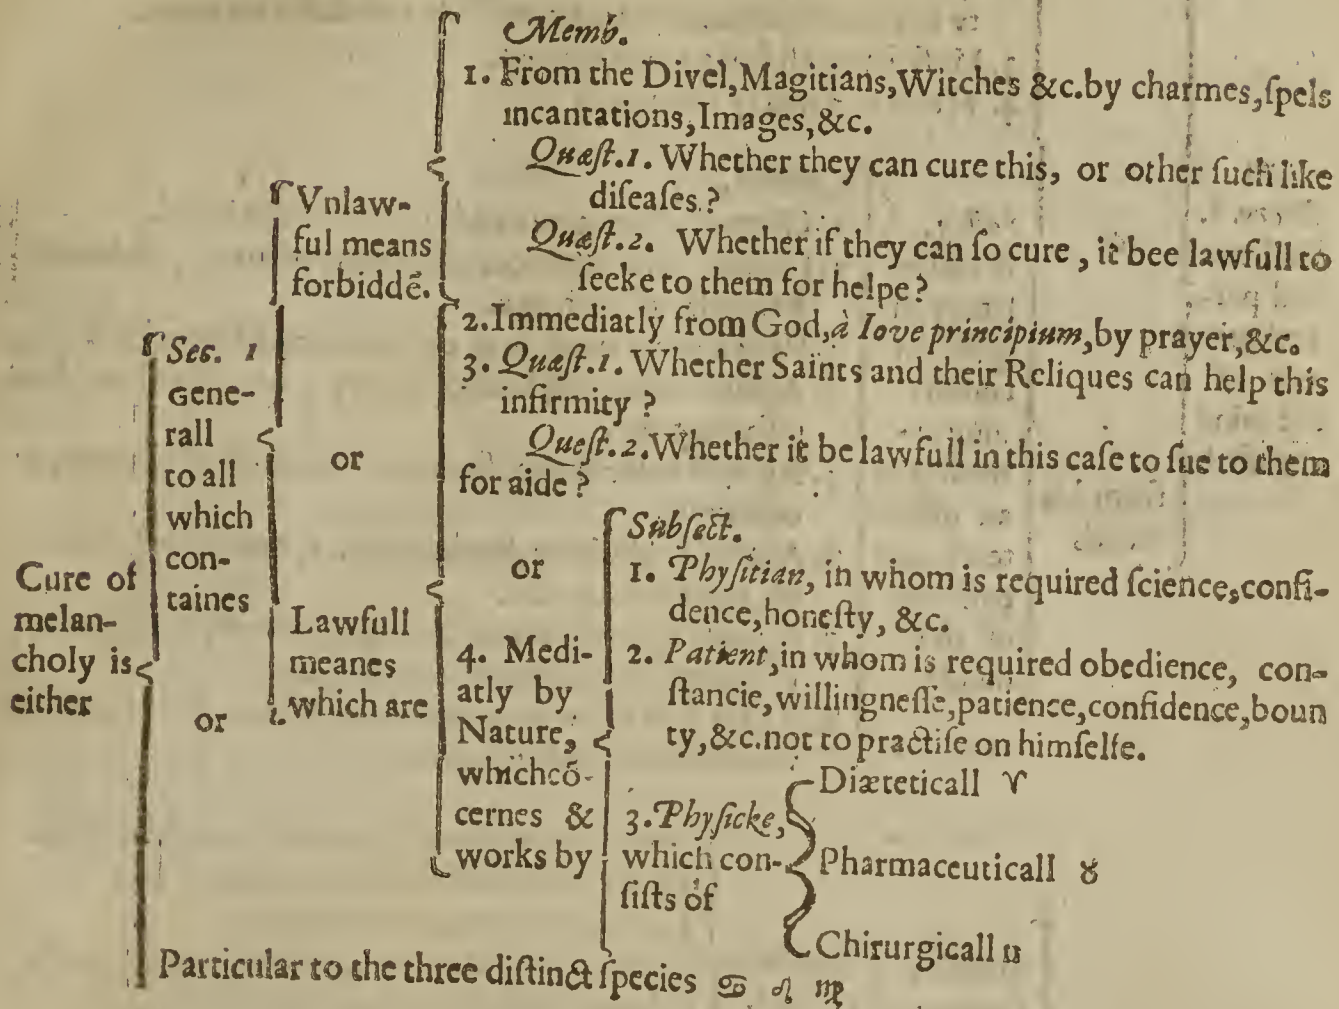 Cure of
melan-
choly is
either
Sec. 1
Gene-
rall
to all
which
con-
taines
or
Vnlaw-
ful means
forbiddē.
or
Lawfull
meanes
which are
Memb.
1. From the Divel, Magitians, Witches &c. by charmes, ſpels
incantations, Images, &c.
Quæſt. 1. Whether they can cure this, or other ſuch like
diſeaſes?
Quæſt. 2. Whether if they can ſo cure, it bee lawfull to
ſeeke to them for helpe?
2. Immediatly from God, à Iove principium, by prayer, &c.
3. Quæſt. 1. Whether Saints and their Reliques can help this
infirmity?
Queſt. 2. Whether it be lawfull in this caſe to ſue to them
for aide?
or
4. Medi-
atly by
Nature,
which cō-
cernes &
works by
Subſect.
1. Phyſitian, in whom is required ſcience, confi-
dence, honeſty, &c.
2. Patient, in whom is required obedience, con-
ſtancie, willingneſſe, patience, confidence, boun
ty, &c. not to practiſe on himſelfe.
3. Phyſicke,
which con-
ſiſts of
Diæteticall ♈
Pharmaceuticall ♉
Chirurgicall ♊
Particular to the three diſtinct ſpecies ♋ ♌ ♍